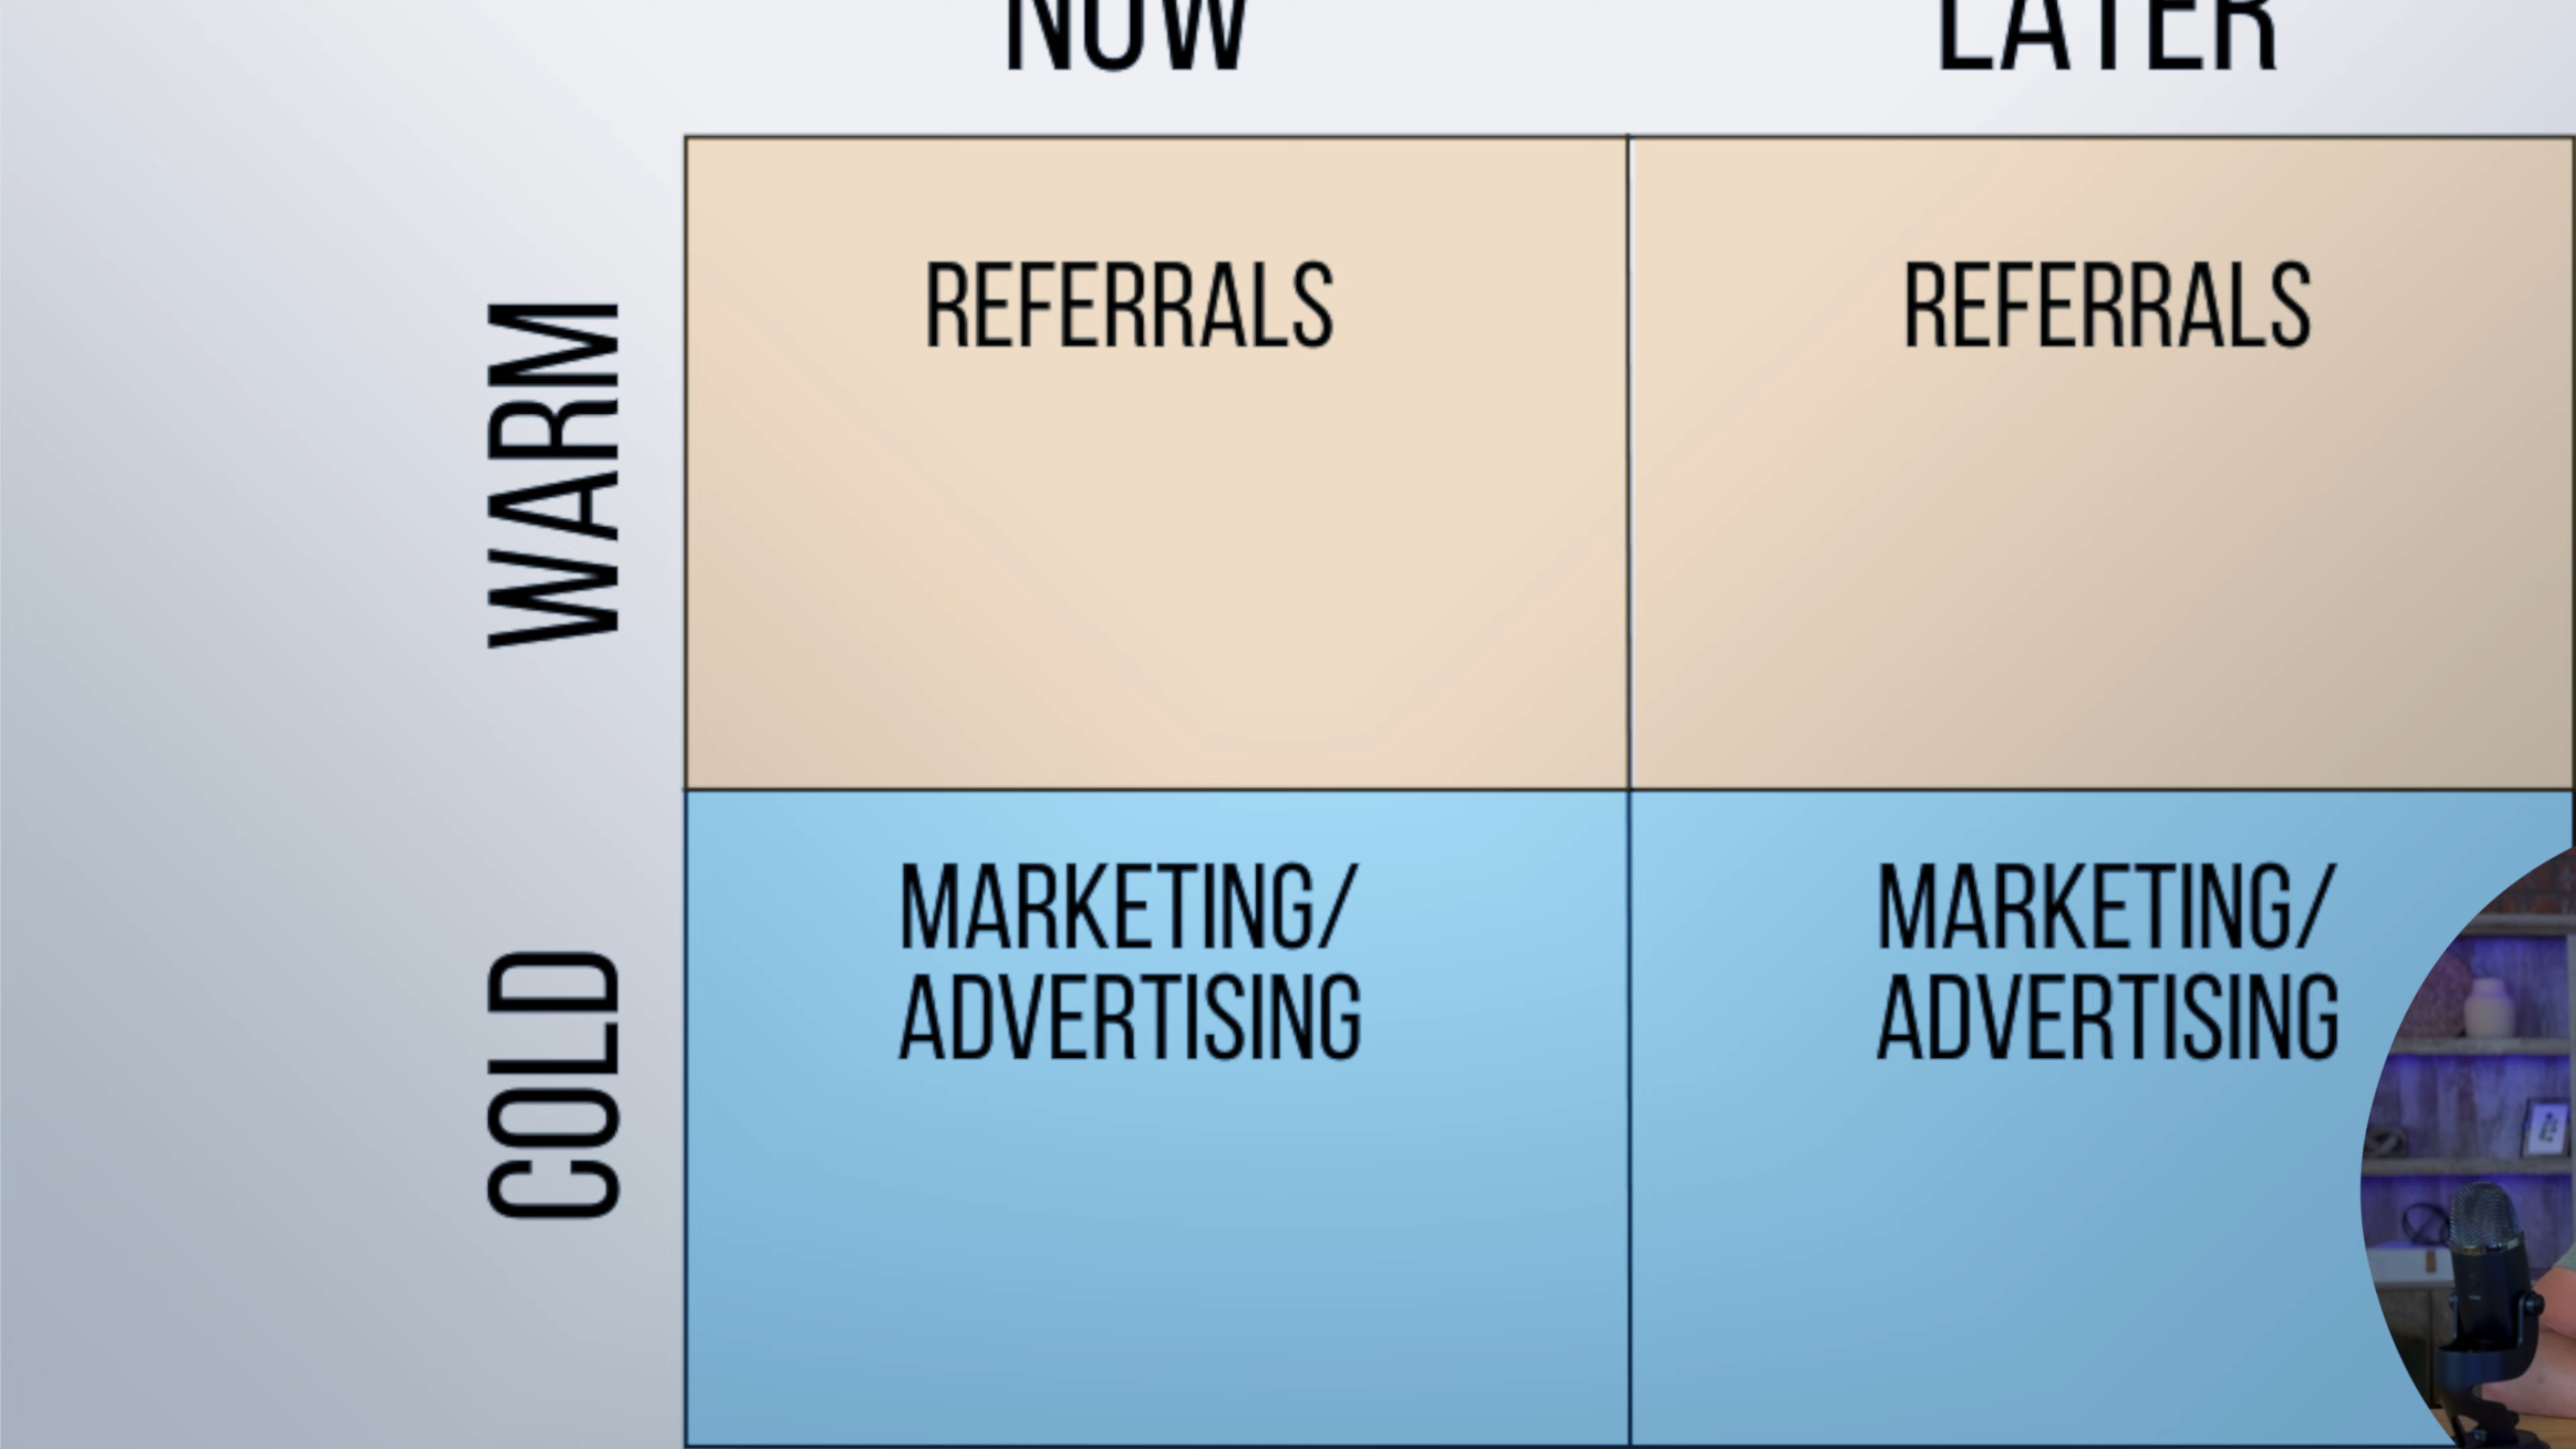 NOW LATER
WARM
REFERRALS REFERRALS
COLD
MARKETING/ MARKETING/
ADVERTISING ADVERTISING